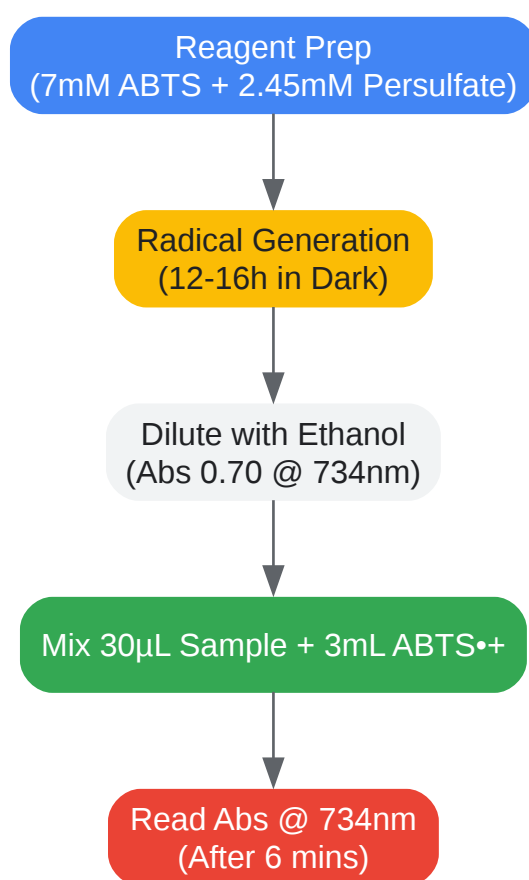 Reagent Prep
(7mM ABTS + 2.45mM Persulfate)
Radical Generation
(12-16h in Dark)
Dilute with Ethanol
(Abs 0.70 @ 734nm)
Mix 30µL Sample + 3mL ABTS•+
Read Abs @ 734nm
(After 6 mins)